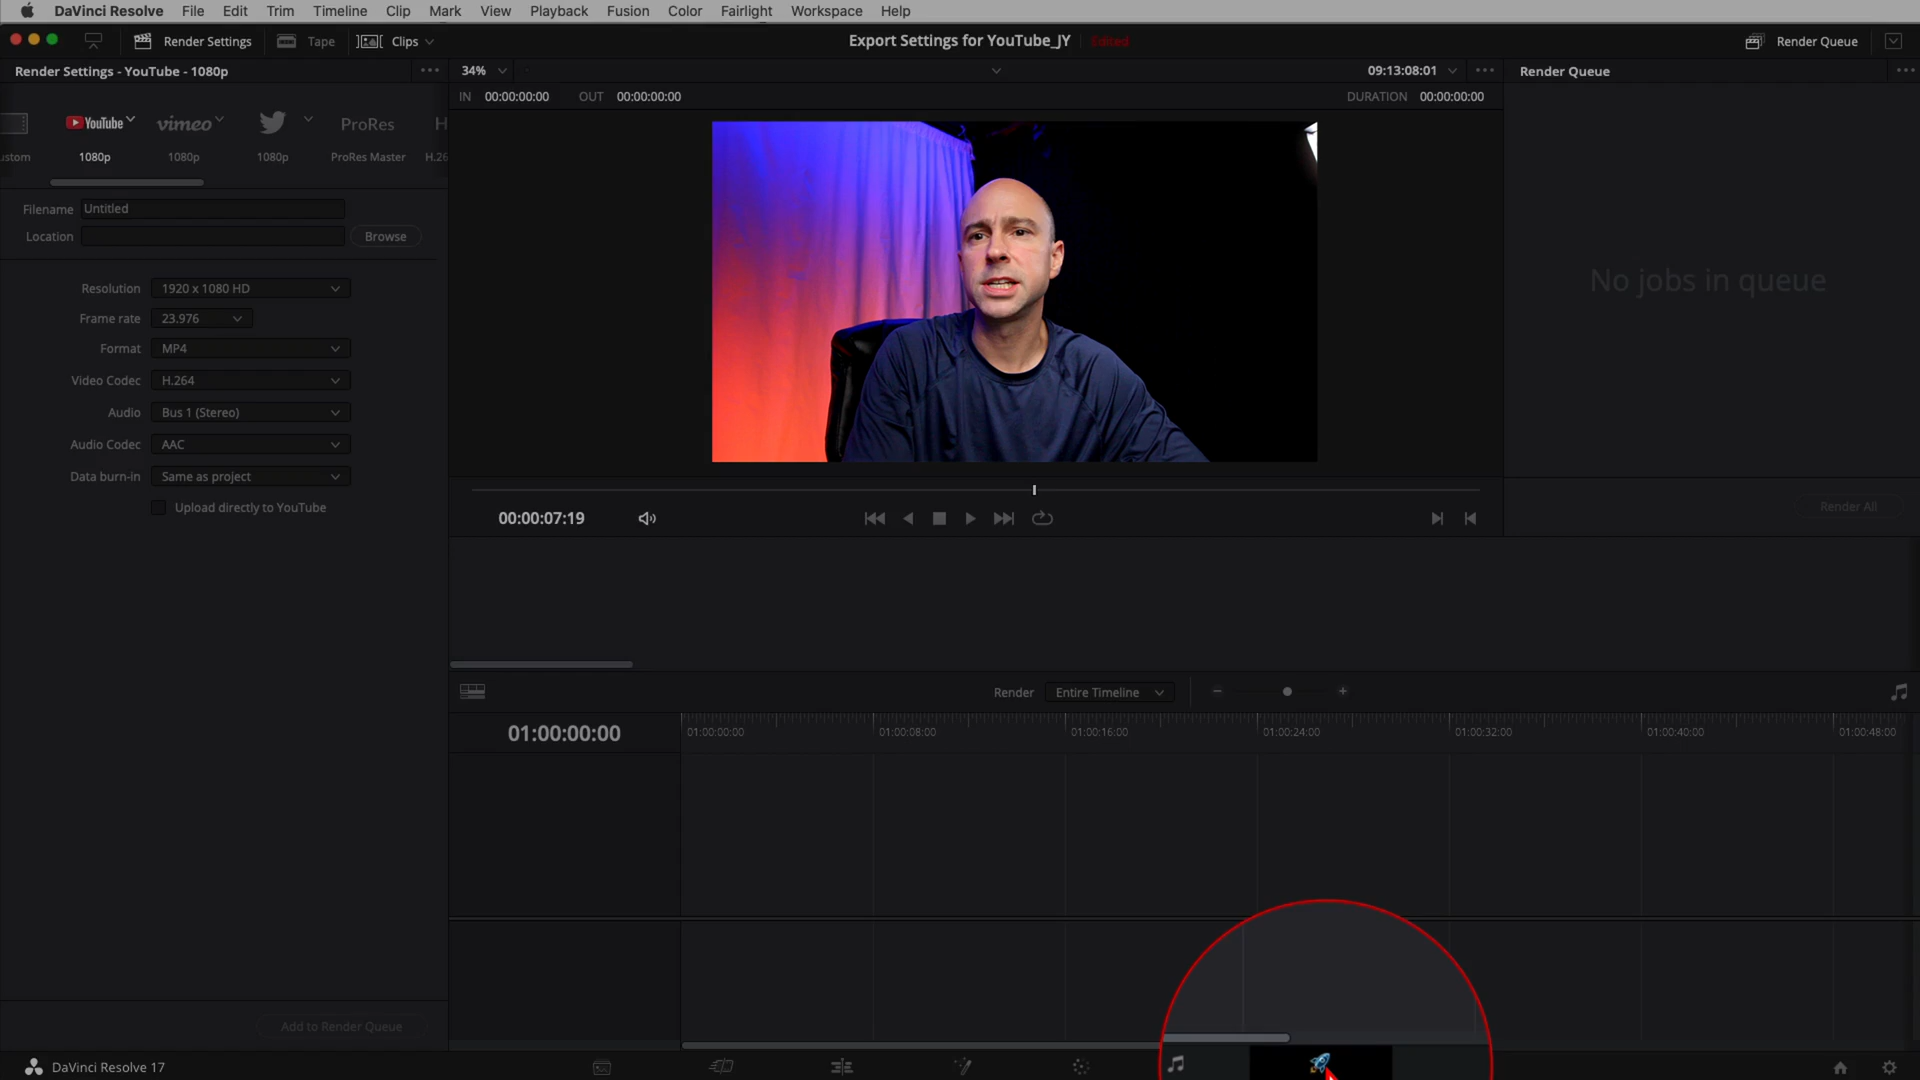 DaVinci Resolve File Edit Trim Timeline Clip Mark View Playback Fusion Color Fairlight Workspace Help
Render Settings Tape Clips Export Settings for YouTube_JY Edited Render Queue
Render Settings - YouTube - 1080p 34% 09:13:08:01 Render Queue
IN 00:00:00:00 OUT 00:00:00:00 DURATION 00:00:00:00
YouTube vimeo ProRes H
ustom 1080p 1080p 1080p ProRes Master H.26
Filename Untitled
Location Browse
Resolution 1920 x 1080 HD
Frame rate 23.976
Format MP4
Video Codec H.264
Audio Bus 1 (Stereo)
Audio Codec AAC
Data burn-in Same as project
Upload directly to YouTube
No jobs in queue
Render All
00:00:07:19
Render Entire Timeline
01:00:00:00 01:00:00:00 01:00:08:00 01:00:16:00 01:00:24:00 01:00:32:00 01:00:40:00 01:00:48:00
Add to Render Queue
DaVinci Resolve 17